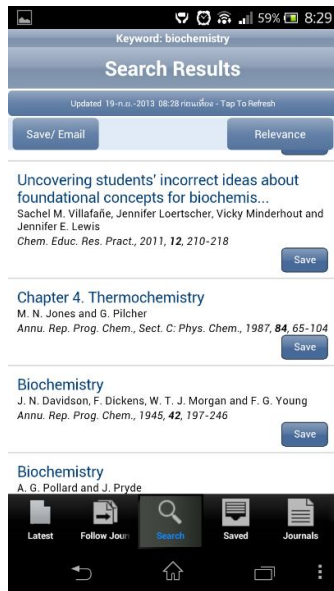 59% 8:29
Keyword: biochemistry
Search Results
Updated 19-ก.ย.-2013 08:28 ก่อนเที่ยง - Tap To Refresh
Save/ Email
Relevance
Uncovering students' incorrect ideas about
foundational concepts for biochemis...
Sachel M. Villafañe, Jennifer Loertscher, Vicky Minderhout and
Jennifer E. Lewis
Chem. Educ. Res. Pract., 2011, 12, 210-218
Save
Chapter 4. Thermochemistry
M. N. Jones and G. Pilcher
Annu. Rep. Prog. Chem., Sect. C: Phys. Chem., 1987, 84, 65-104
Save
Biochemistry
J. N. Davidson, F. Dickens, W. T. J. Morgan and F. G. Young
Annu. Rep. Prog. Chem., 1945, 42, 197-246
Save
Biochemistry
A. G. Pollard and J. Pryde
Latest
Follow Jour
Search
Saved
Journals